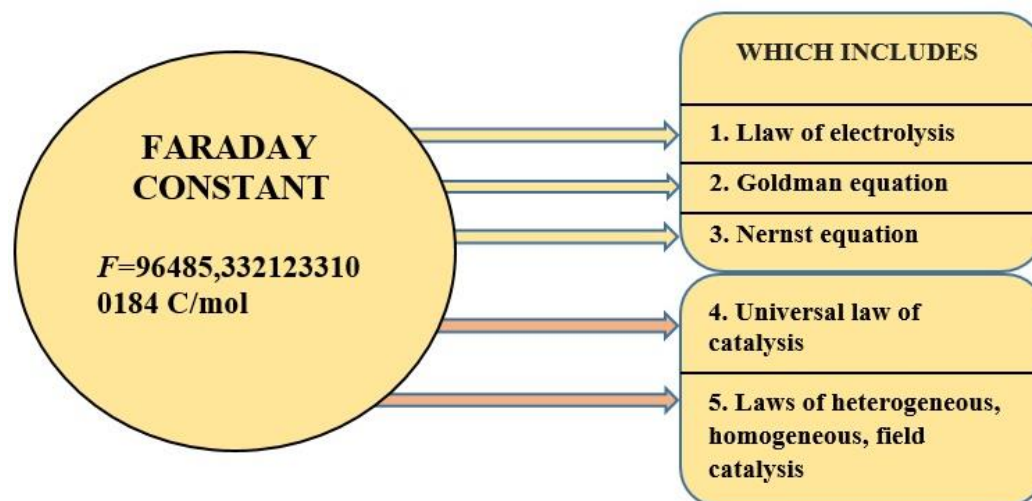 FARADAY
CONSTANT
F=96485,332123310
0184 C/mol
WHICH INCLUDES
1. Llaw of electrolysis
2. Goldman equation
3. Nernst equation
4. Universal law of
catalysis
5. Laws of heterogeneous,
homogeneous, field
catalysis